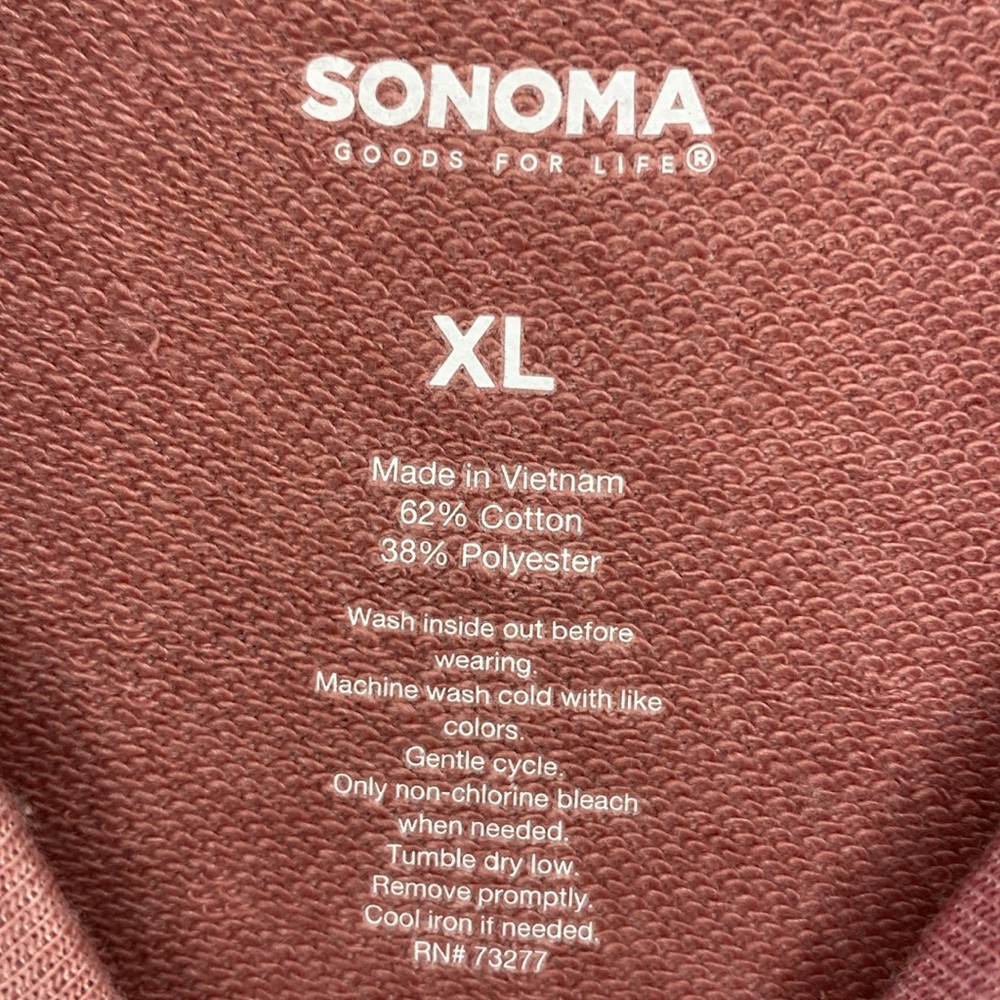 SONOMA
GOODS FOR LIFE®
XL
Made in Vietnam
62% Cotton
38% Polyester
Wash inside out before
wearing.
Machine wash cold with like
colors.
Gentle cycle.
Only non-chlorine bleach
when needed.
Tumble dry low.
Remove promptly.
Cool iron if needed.
RN# 73277